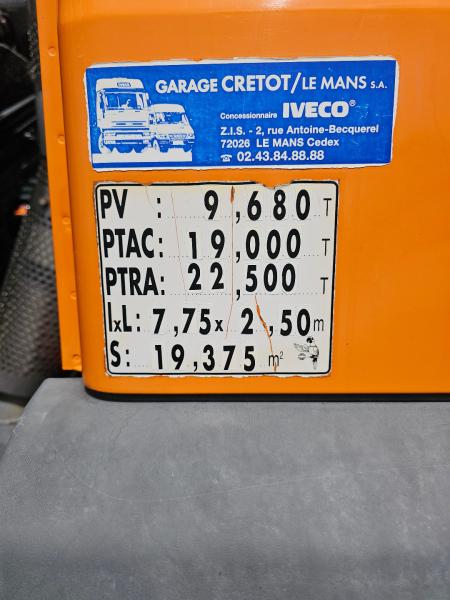 GARAGE CRETOT/LE MANS S.A.
Concessionnaire IVECO®
Z.I.S. - 2, rue Antoine-Becquerel
72026 LE MANS Cedex
☎ 02.43.84.88.88
PV : 9,680 T
PTAC: 19,000 T
PTRA: 22,500 T
lxL: 7,75x 2,50m
S: 19,375 m²